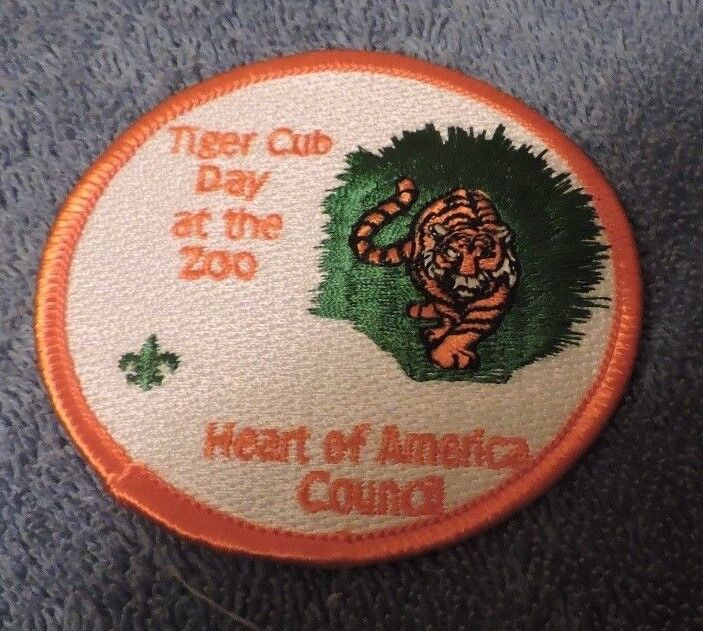 Tiger Cub
Day
at the
Zoo
Heart of America
Council